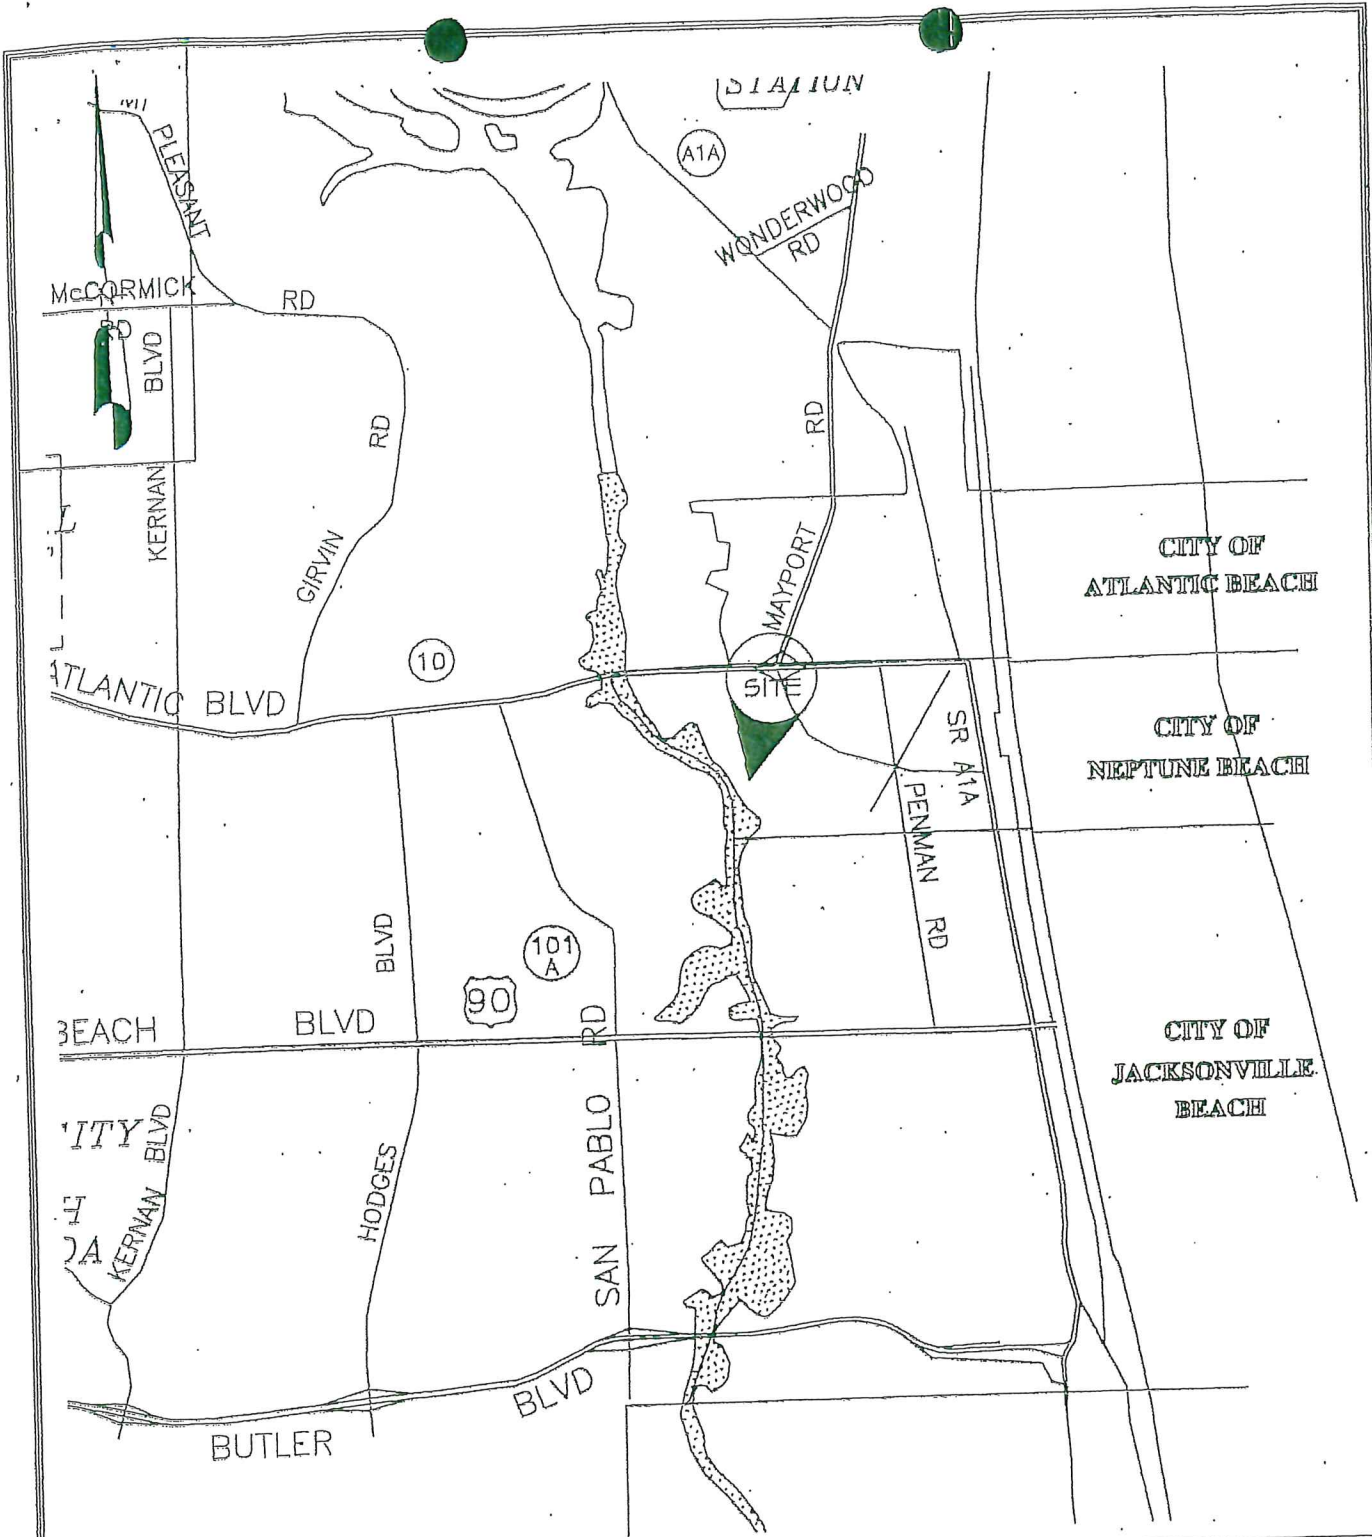 STATION
A1A
PLEASANT
WONDERWOOD
RD
McCORMICK
RD
RD
BLVD
RD
RD
KERNAN
GIRVIN
MAYPORT
CITY OF
ATLANTIC BEACH
10
SITE
ATLANTIC BLVD
SR A1A
CITY OF
NEPTUNE BEACH
PENMAN RD
BLVD
101
A
90
BEACH BLVD
RD
CITY OF
JACKSONVILLE
BEACH
PABLO
SAN
KERNAN BLVD
HODGES
BLVD
BUTLER